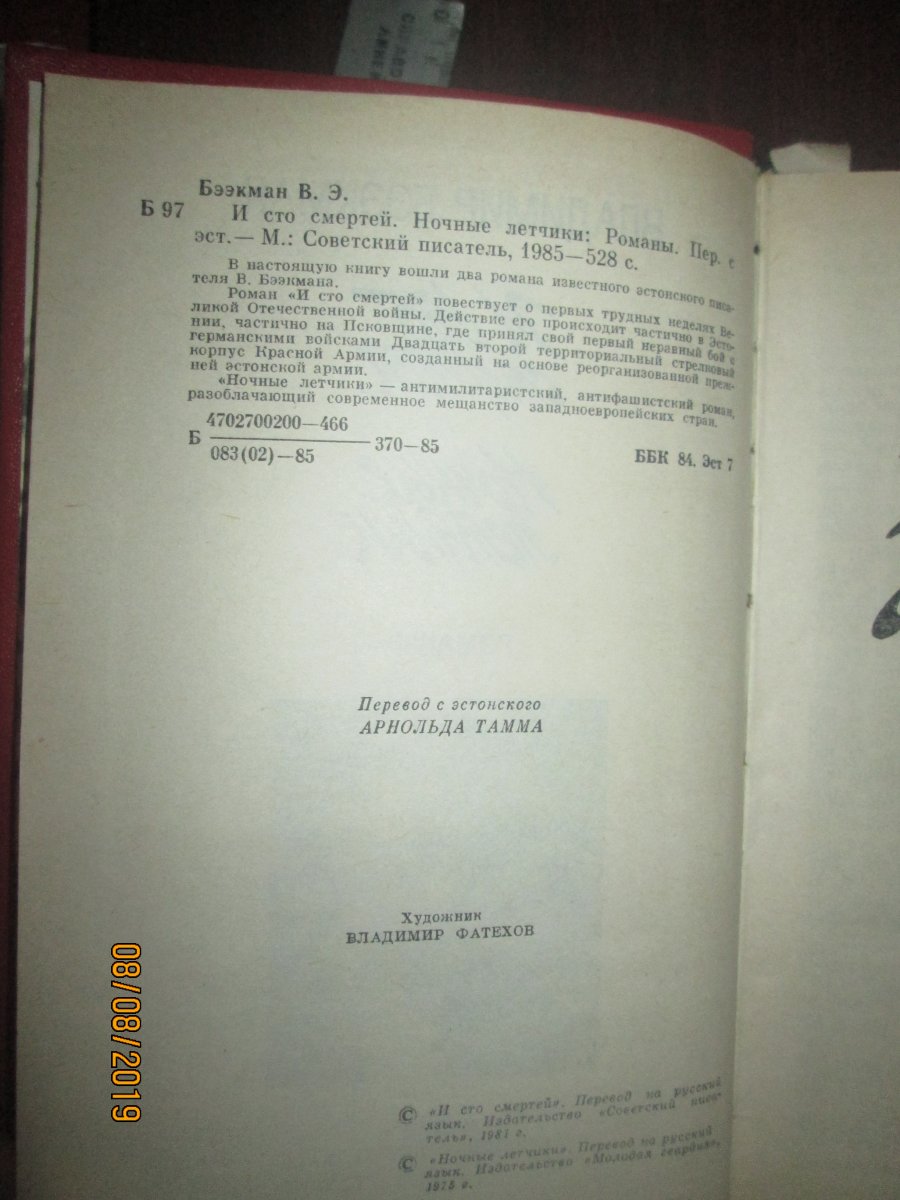 Бээкман В. Э.
Б 97
И сто смертей. Ночные летчики: Романы. Пер. с
эст.— М.: Советский писатель, 1985—528 с.
В настоящую книгу вошли два романа известного эстонского писа-
теля В. Бээкмана.
Роман «И сто смертей» повествует о первых трудных неделях Ве-
ликой Отечественной войны. Действие его происходит частично в Эсто-
нии, частично на Псковщине, где принял свой первый неравный бой с
германскими войсками Двадцать второй территориальный стрелковый
корпус Красной Армии, созданный на основе реорганизованной преж-
ней эстонской армии.
«Ночные летчики» — антимилитаристский, антифашистский роман,
разоблачающий современное мещанство западноевропейских стран.
4702700200—466
Б 370—85
083(02)—85
ББК 84. Эст 7
Перевод с эстонского
АРНОЛЬДА ТАММА
Художник
ВЛАДИМИР ФАТЕХОВ
© «И сто смертей». Перевод на русский
язык. Издательство «Советский писа-
тель», 1981 г.
© «Ночные летчики». Перевод на русский
язык. Издательство «Молодая гвардия»,
1975 г.
08/08/2019